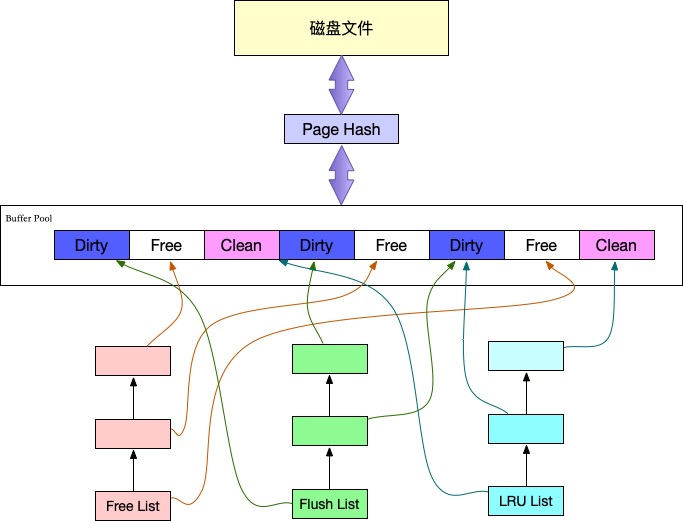 磁盘文件
Page Hash
Buffer Pool
Dirty Free Clean Dirty Free Dirty Free Clean
Free List Flush List LRU List